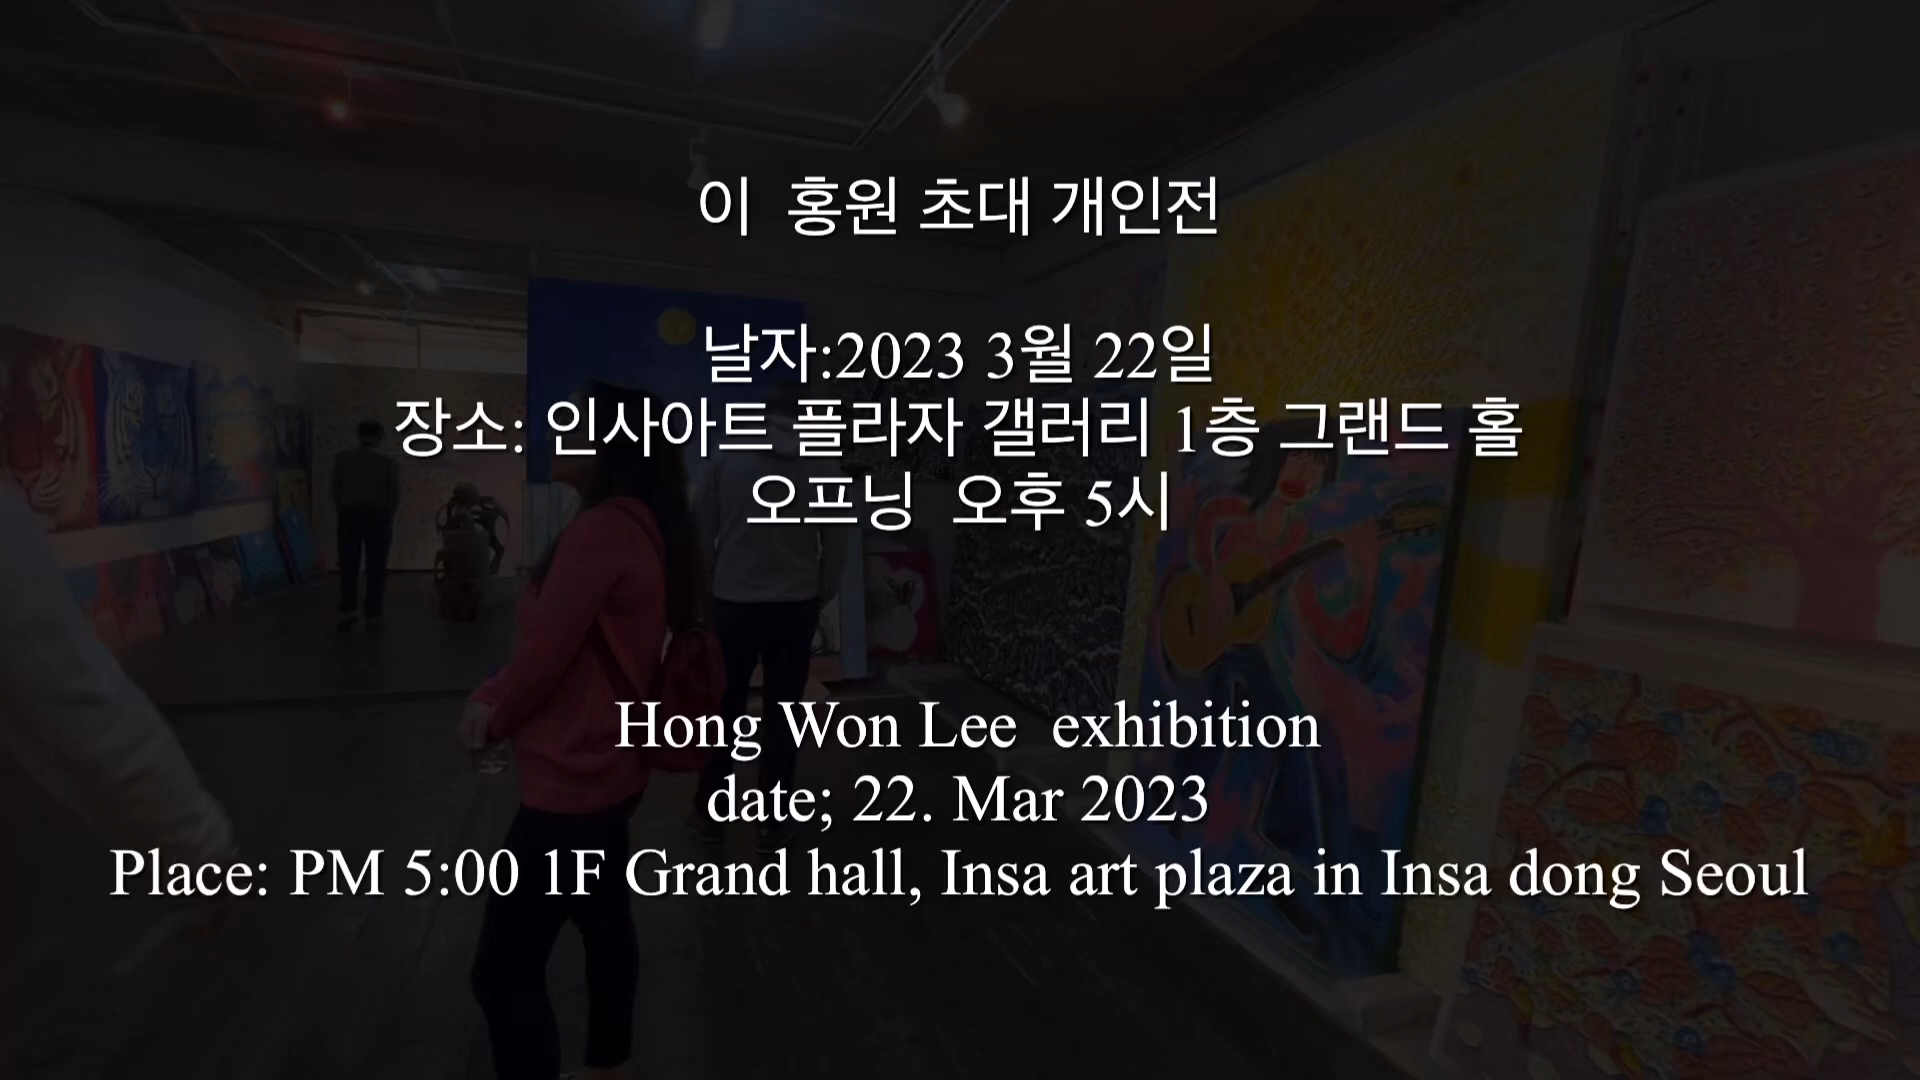 이 홍원 초대 개인전
날자:2023 3월 22일
장소: 인사아트 플라자 갤러리 1층 그랜드 홀
오프닝 오후 5시
Hong Won Lee exhibition
date; 22. Mar 2023
Place: PM 5:00 1F Grand hall, Insa art plaza in Insa dong Seoul